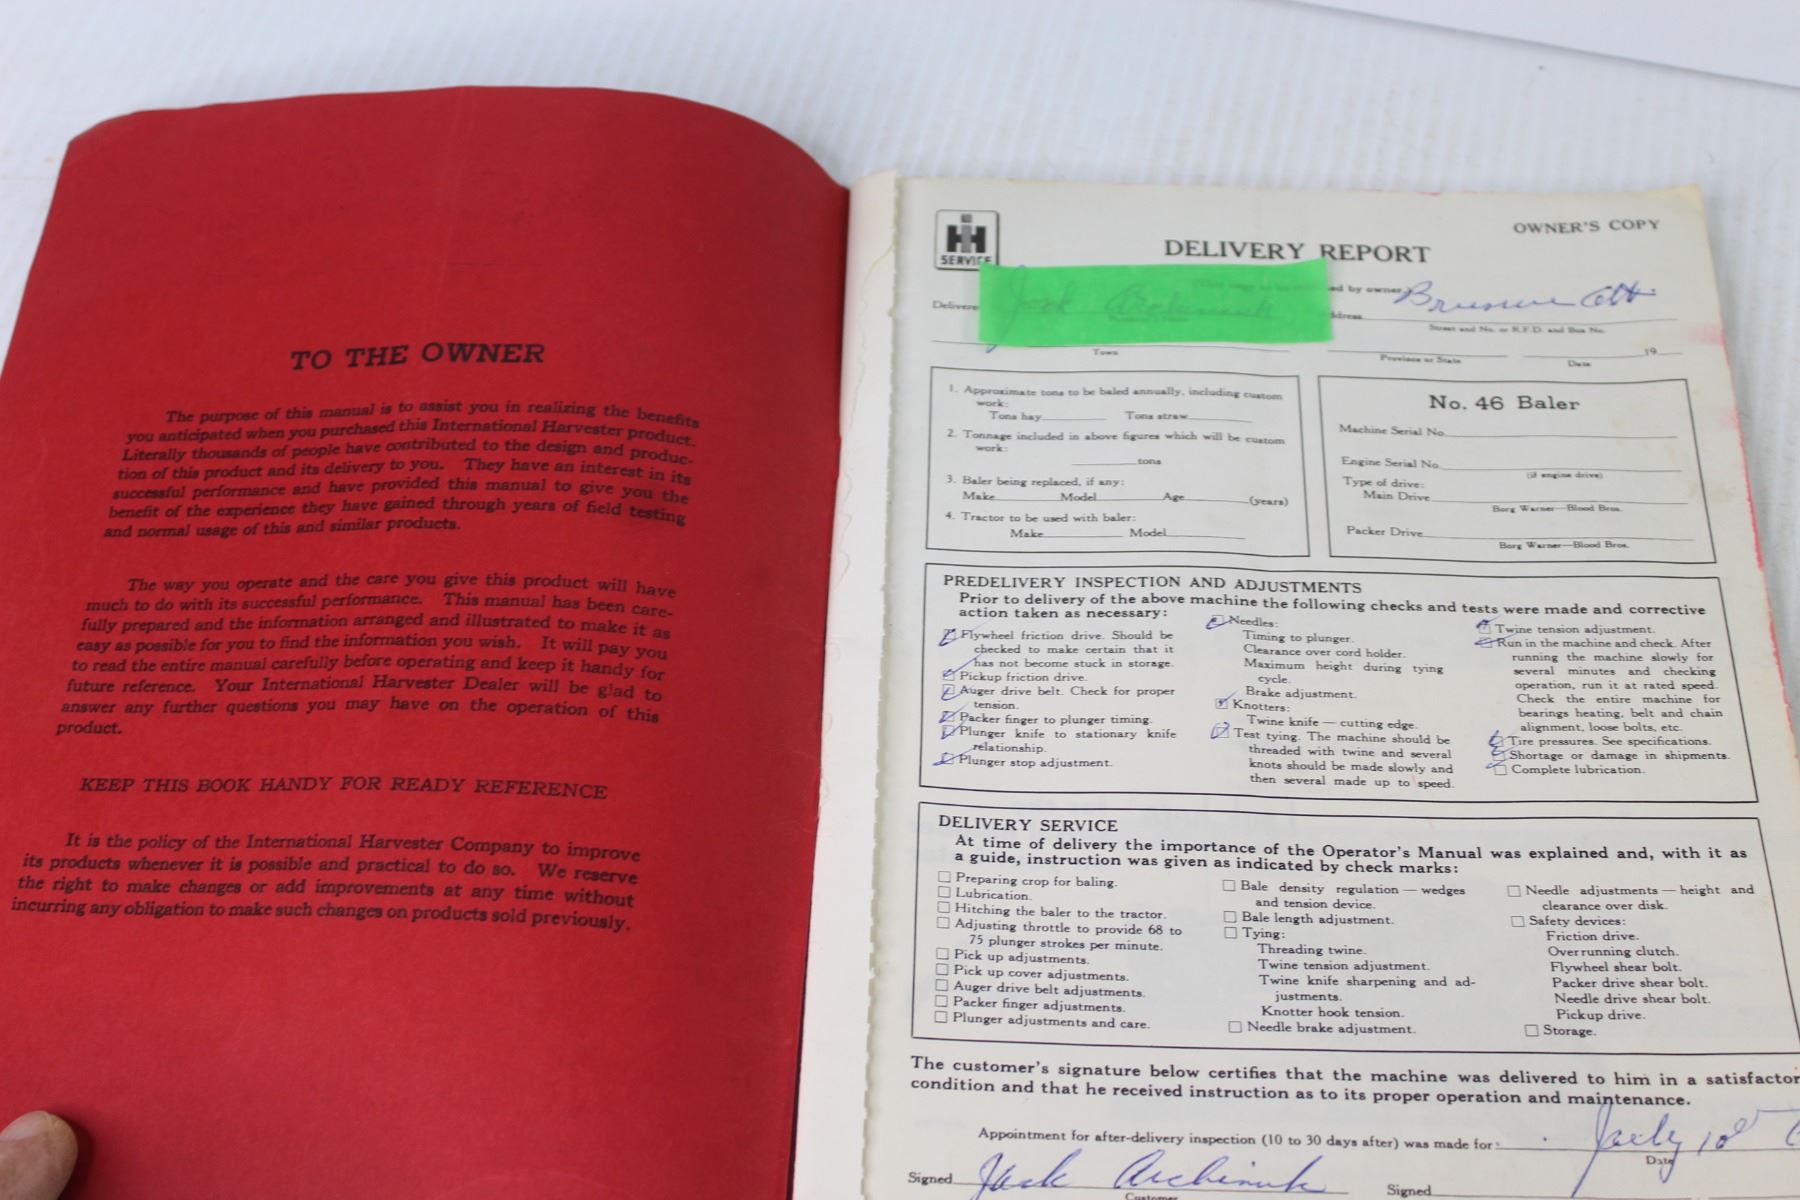 TO THE OWNER
The purpose of this manual is to assist you in realizing the benefits
you anticipated when you purchased this International Harvester product.
Literally thousands of people have contributed to the design and produc-
tion of this product and its delivery to you. They have an interest in its
successful performance and have provided this manual to give you the
benefit of the experience they have gained through years of field testing
and normal usage of this and similar products.
The way you operate and the care you give this product will have
much to do with its successful performance. This manual has been care-
fully prepared and the information arranged and illustrated to make it as
easy as possible for you to find the information you wish. It will pay you
to read the entire manual carefully before operating and keep it handy for
future reference. Your International Harvester Dealer will be glad to
answer any further questions you may have on the operation of this
product.
KEEP THIS BOOK HANDY FOR READY REFERENCE
It is the policy of the International Harvester Company to improve
its products whenever it is possible and practical to do so. We reserve
the right to make changes or add improvements at any time without
incurring any obligation to make such changes on products sold previously.
IH
SERVICE
OWNER'S COPY
DELIVERY REPORT
ed by owner.)
Delivere Jack ddress
Street and No. or R.F.D. and Box No.
Town Province or State Date 19
1. Approximate tons to be baled annually, including custom
work:
Tons hay Tons straw
2. Tonnage included in above figures which will be custom
work:
tons
3. Baler being replaced, if any:
Make Model Age (years)
4. Tractor to be used with baler:
Make Model
No. 46 Baler
Machine Serial No.
Engine Serial No.
(if engine drive)
Type of drive:
Main Drive
Borg Warner—Blood Bros.
Packer Drive
Borg Warner—Blood Bros.
PREDELIVERY INSPECTION AND ADJUSTMENTS
Prior to delivery of the above machine the following checks and tests were made and corrective
action taken as necessary:
Flywheel friction drive. Should be
checked to make certain that it
has not become stuck in storage.
Pickup friction drive.
Auger drive belt. Check for proper
tension.
Packer finger to plunger timing.
Plunger knife to stationary knife
relationship.
Plunger stop adjustment.
Needles:
Timing to plunger.
Clearance over cord holder.
Maximum height during tying
cycle.
Brake adjustment.
Knotters:
Twine knife — cutting edge.
Test tying. The machine should be
threaded with twine and several
knots should be made slowly and
then several made up to speed.
Twine tension adjustment.
Run in the machine and check. After
running the machine slowly for
several minutes and checking
operation, run it at rated speed.
Check the entire machine for
bearings heating, belt and chain
alignment, loose bolts, etc.
Tire pressures. See specifications.
Shortage or damage in shipments.
Complete lubrication.
DELIVERY SERVICE
At time of delivery the importance of the Operator's Manual was explained and, with it as
a guide, instruction was given as indicated by check marks:
Preparing crop for baling.
Lubrication.
Hitching the baler to the tractor.
Adjusting throttle to provide 68 to
75 plunger strokes per minute.
Pick up adjustments.
Pick up cover adjustments.
Auger drive belt adjustments.
Packer finger adjustments.
Plunger adjustments and care.
Bale density regulation — wedges
and tension device.
Bale length adjustment.
Tying:
Threading twine.
Twine tension adjustment.
Twine knife sharpening and ad-
justments.
Knotter hook tension.
Needle brake adjustment.
Needle adjustments — height and
clearance over disk.
Safety devices:
Friction drive.
Overrunning clutch.
Flywheel shear bolt.
Packer drive shear bolt.
Needle drive shear bolt.
Pickup drive.
Storage.
The customer's signature below certifies that the machine was delivered to him in a satisfactor
condition and that he received instruction as to its proper operation and maintenance.
Appointment for after-delivery inspection (10 to 30 days after) was made for: July 10
Date
Signed Jack Signed
Customer